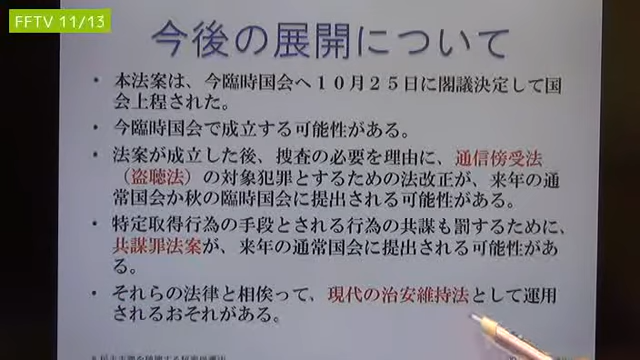 FFTV 11/13
今後の展開について
・ 本法案は、今臨時国会へ１０月２５日に閣議決定して国
会上程された。
・ 今臨時国会で成立する可能性がある。
・ 法案が成立した後、捜査の必要を理由に、通信傍受法
（盗聴法）の対象犯罪とするための法改正が、来年の通
常国会か秋の臨時国会に提出される可能性がある。
・ 特定取得行為の手段とされる行為の共謀も罰するために、
共謀罪法案が、来年の通常国会に提出される可能性があ
る。
・ それらの法律と相俟って、現代の治安維持法として運用
されるおそれがある。